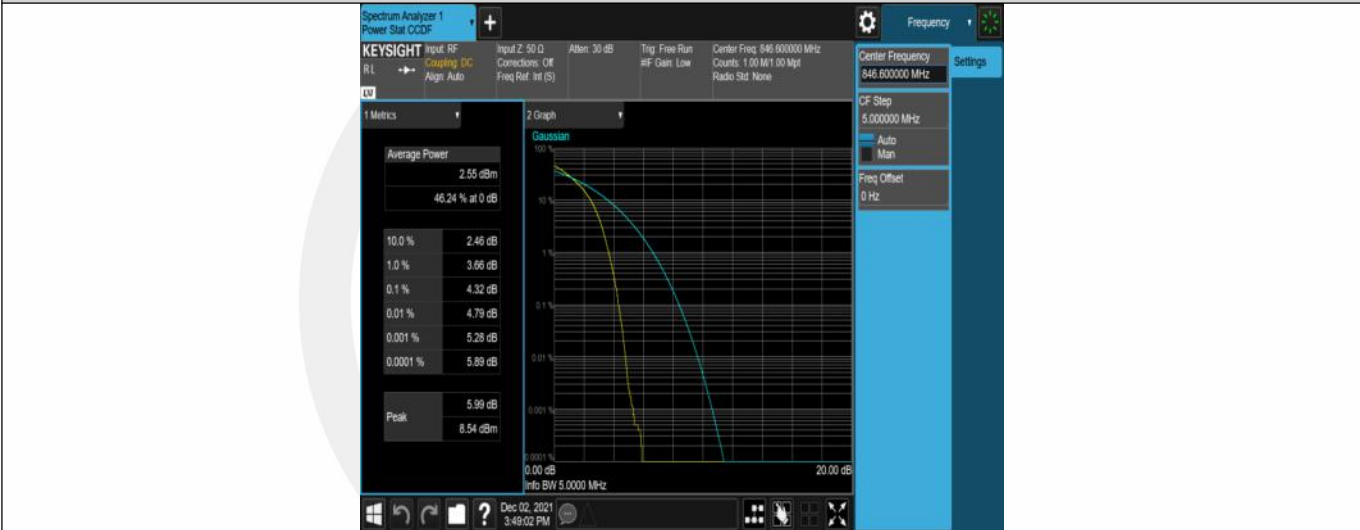 Spectrum Analyzer 1
Power Stat CCDF
+
Frequency
KEYSIGHT
RL
LV
Input: RF
Coupling: DC
Align: Auto
Input Z: 50 Ω
Corrections: Off
Freq Ref: Int (S)
Atten: 30 dB
Trig: Free Run
#IF Gain: Low
Center Freq: 846.600000 MHz
Counts: 1.00 M/1.00 Mpt
Radio Std: None
Center Frequency
846.600000 MHz
Settings
CF Step
5.000000 MHz
Auto
Man
Freq Offset
0 Hz
1 Metrics
Average Power
2.55 dBm
46.24 % at 0 dB
10.0 % 2.46 dB
1.0 % 3.66 dB
0.1 % 4.32 dB
0.01 % 4.79 dB
0.001 % 5.28 dB
0.0001 % 5.89 dB
Peak
5.99 dB
8.54 dBm
2 Graph
Gaussian
100 %
10 %
1 %
0.1 %
0.01 %
0.001 %
0.0001 %
0.00 dB 20.00 dB
Info BW 5.0000 MHz
?
Dec 02, 2021
3:49:02 PM